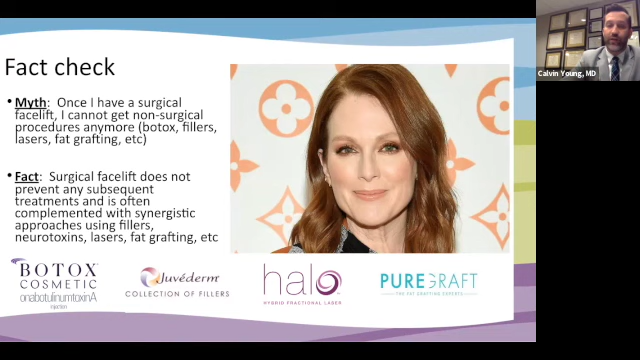 Fact check
• Myth: Once I have a surgical
facelift, I cannot get non-surgical
procedures anymore (botox, fillers,
lasers, fat grafting, etc)
• Fact: Surgical facelift does not
prevent any subsequent
treatments and is often
complemented with synergistic
approaches using fillers,
neurotoxins, lasers, fat grafting, etc
BOTOX
COSMETIC
onabotulinumtoxinA
injection
Juvéderm
COLLECTION OF FILLERS
halo
HYBRID FRACTIONAL LASER
PUREGRAFT
THE FAT GRAFTING EXPERTS
Calvin Young, MD